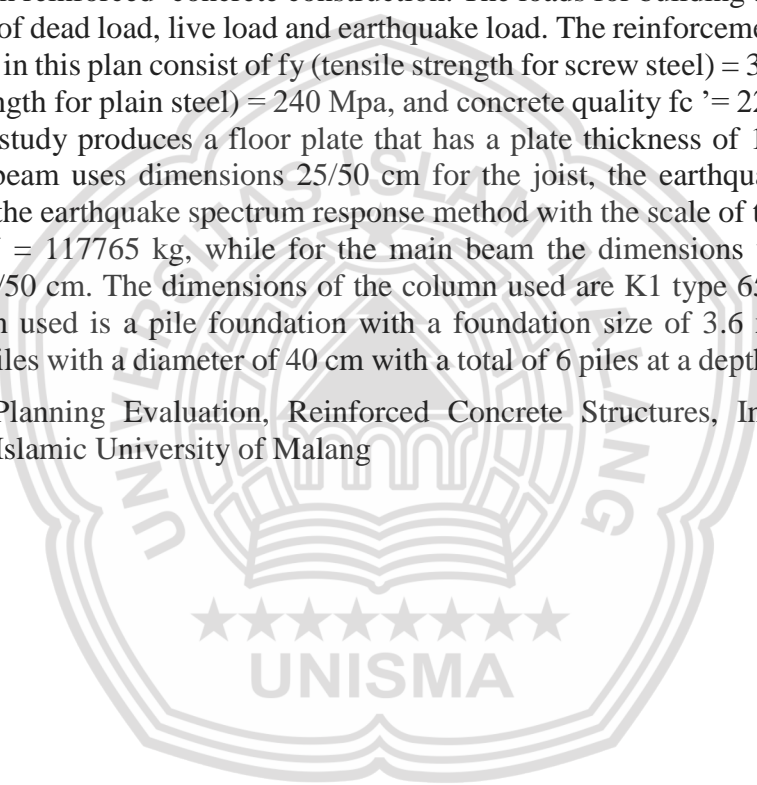 reinforced concrete construction. The loads for building
of dead load, live load and earthquake load. The reinforceme
in this plan consist of fy (tensile strength for screw steel) = 3
ngth for plain steel) = 240 Mpa, and concrete quality fc ’= 22
study produces a floor plate that has a plate thickness of 1
beam uses dimensions 25/50 cm for the joist, the earthqua
the earthquake spectrum response method with the scale of t
= 117765 kg, while for the main beam the dimensions
/50 cm. The dimensions of the column used are K1 type 65
n used is a pile foundation with a foundation size of 3.6
iles with a diameter of 40 cm with a total of 6 piles at a depth
Planning Evaluation, Reinforced Concrete Structures, In
Islamic University of Malang
UNIVERSITAS ISLAM MALANG
UNISMA